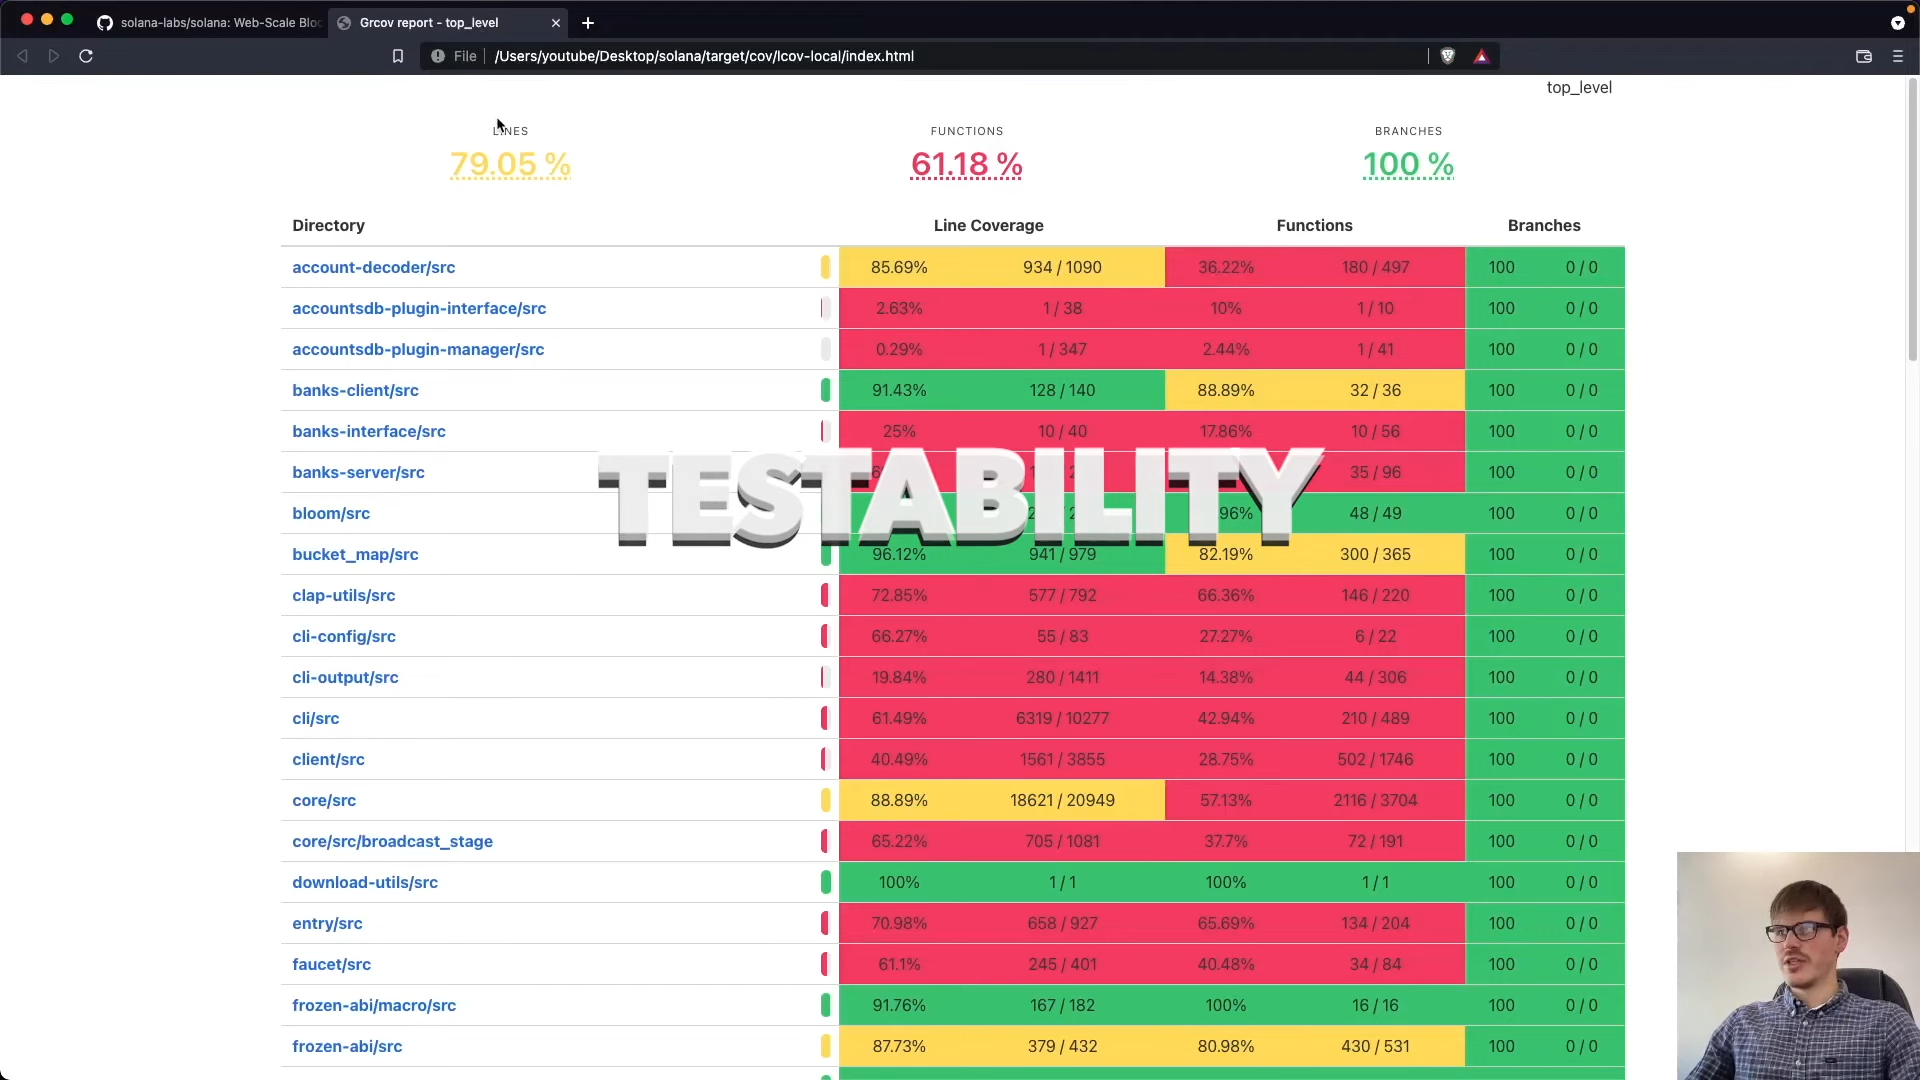 solana-labs/solana: Web-Scale Bloc
Grcov report - top_level
File /Users/youtube/Desktop/solana/target/cov/lcov-local/index.html
top_level
LINES FUNCTIONS BRANCHES
79.05 % 61.18 % 100 %
Directory Line Coverage Functions Branches
account-decoder/src 85.69% 934 / 1090 36.22% 180 / 497 100 0 / 0
accountsdb-plugin-interface/src 2.63% 1 / 38 10% 1 / 10 100 0 / 0
accountsdb-plugin-manager/src 0.29% 1 / 347 2.44% 1 / 41 100 0 / 0
banks-client/src 91.43% 128 / 140 88.89% 32 / 36 100 0 / 0
banks-interface/src 25% 10 / 40 17.86% 10 / 56 100 0 / 0
banks-server/src 35 / 96 100 0 / 0
TESTABILITY
bloom/src 48 / 49 100 0 / 0
bucket_map/src 96.12% 941 / 979 82.19% 300 / 365 100 0 / 0
clap-utils/src 72.85% 577 / 792 66.36% 146 / 220 100 0 / 0
cli-config/src 66.27% 55 / 83 27.27% 6 / 22 100 0 / 0
cli-output/src 19.84% 280 / 1411 14.38% 44 / 306 100 0 / 0
cli/src 61.49% 6319 / 10277 42.94% 210 / 489 100 0 / 0
client/src 40.49% 1561 / 3855 28.75% 502 / 1746 100 0 / 0
core/src 88.89% 18621 / 20949 57.13% 2116 / 3704 100 0 / 0
core/src/broadcast_stage 65.22% 705 / 1081 37.7% 72 / 191 100 0 / 0
download-utils/src 100% 1 / 1 100% 1 / 1 100 0 / 0
entry/src 70.98% 658 / 927 65.69% 134 / 204 100 0 / 0
faucet/src 61.1% 245 / 401 40.48% 34 / 84 100 0 / 0
frozen-abi/macro/src 91.76% 167 / 182 100% 16 / 16 100 0 / 0
frozen-abi/src 87.73% 379 / 432 80.98% 430 / 531 100 0 / 0